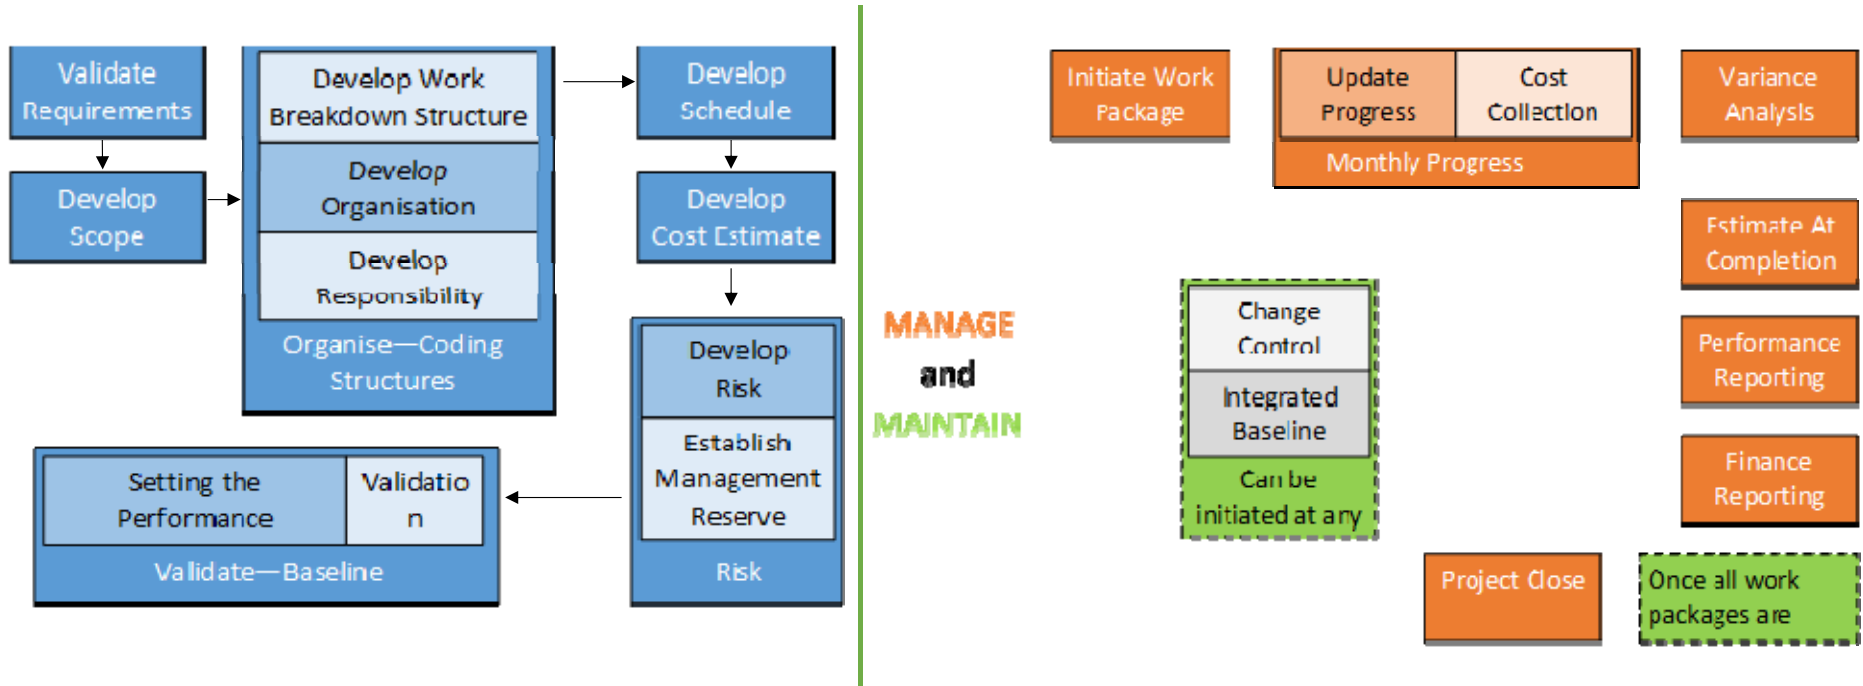 Validate
Requirements
Develop
Scope
Develop Work
Breakdown Structure
Develop
Organisation
Develop
Responsibility
Organise—Coding
Structures
Develop
Schedule
Develop
Cost Estimate
Develop
Risk
Establish
Management
Reserve
Risk
Setting the
Performance
Validatio
n
Validate—Baseline
MANAGE
and
MAINTAIN
Initiate Work
Package
Update
Progress
Cost
Collection
Monthly Progress
Variance
Analysis
Estimate At
Completion
Performance
Reporting
Finance
Reporting
Change
Control
Integrated
Baseline
Can be
initiated at any
Project Close
Once all work
packages are